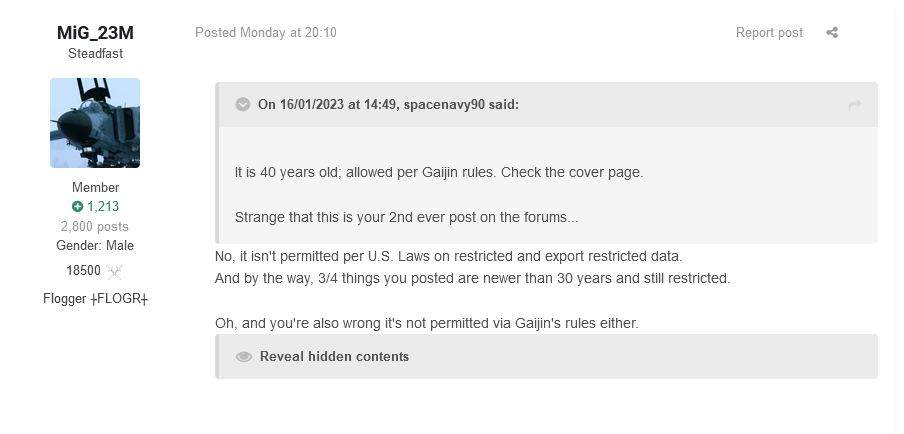 MiG_23M
Steadfast
Member
1,213
2,800 posts
Gender: Male
18500
Flogger ╪FLOGR╪
Posted Monday at 20:10
Report post
On 16/01/2023 at 14:49, spacenavy90 said:
It is 40 years old; allowed per Gaijin rules. Check the cover page.
Strange that this is your 2nd ever post on the forums...
No, it isn't permitted per U.S. Laws on restricted and export restricted data.
And by the way, 3/4 things you posted are newer than 30 years and still restricted.
Oh, and you're also wrong it's not permitted via Gaijin's rules either.
Reveal hidden contents